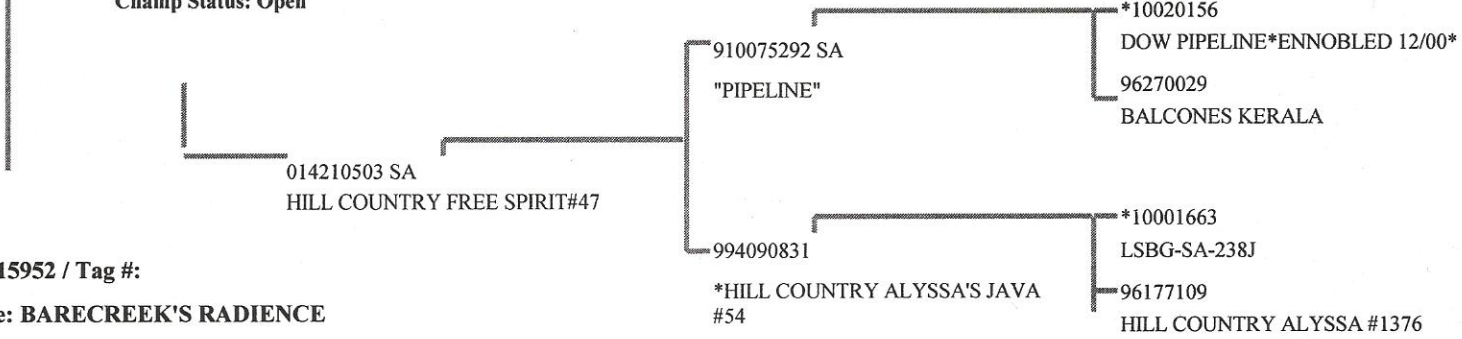 Champ Status: Open
*10020156
DOW PIPELINE*ENNOBLED 12/00*
910075292 SA
"PIPELINE"
96270029
BALCONES KERALA
014210503 SA
HILL COUNTRY FREE SPIRIT#47
*10001663
LSBG-SA-238J
994090831
*HILL COUNTRY ALYSSA'S JAVA
#54
96177109
HILL COUNTRY ALYSSA #1376
15952 / Tag #:
e: BARECREEK'S RADIENCE